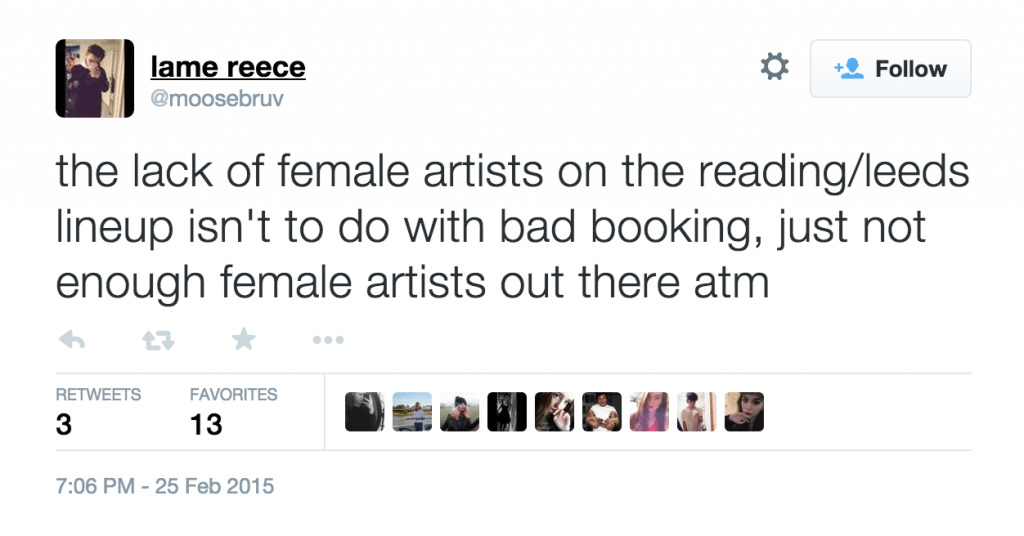 lame reece
@moosebruv
Follow
the lack of female artists on the reading/leeds
lineup isn't to do with bad booking, just not
enough female artists out there atm
RETWEETS
FAVORITES
3
13
7:06 PM - 25 Feb 2015